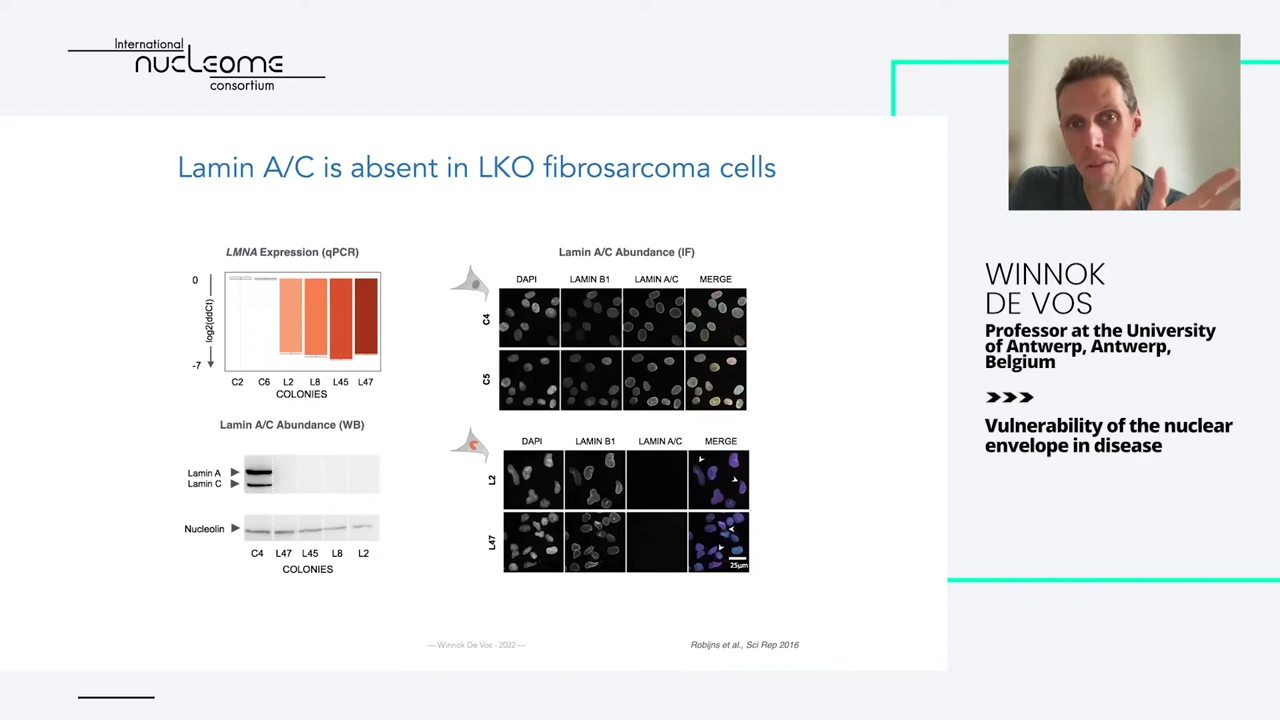 International
nucleome
consortium
Lamin A/C is absent in LKO fibrosarcoma cells
LMNA Expression (qPCR)
0
log2(ddCt)
-7
C2 C6 L2 L8 L45 L47
COLONIES
Lamin A/C Abundance (WB)
Lamin A
Lamin C
Nucleolin
C4 L47 L45 L8 L2
COLONIES
Lamin A/C Abundance (IF)
DAPI LAMIN B1 LAMIN A/C MERGE
C4
C5
DAPI LAMIN B1 LAMIN A/C MERGE
L2
L47
25µm
— Winnok De Vos - 2022 —
Robijns et al., Sci Rep 2016
WINNOK
DE VOS
Professor at the University
of Antwerp, Antwerp,
Belgium
Vulnerability of the nuclear
envelope in disease